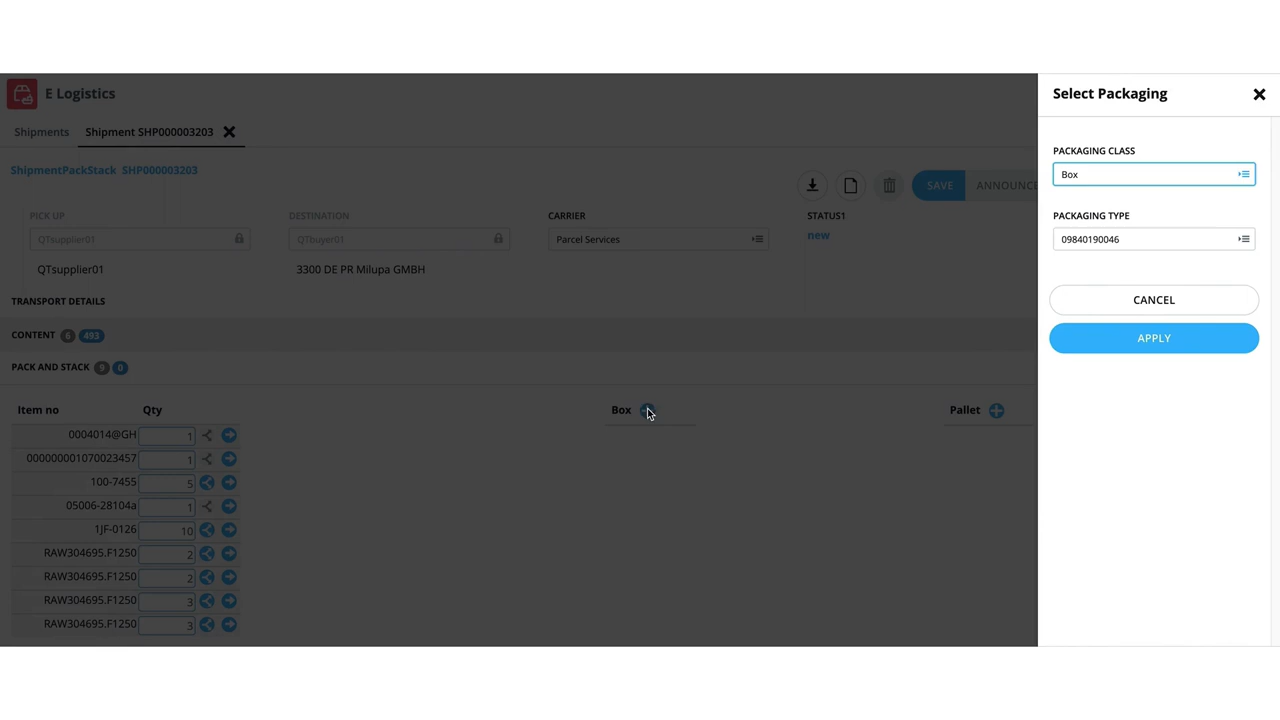 E Logistics
Select Packaging
Shipments
Shipment SHP000003203
ShipmentPackStack SHP000003203
SAVE
ANNOUNCE
PICK UP
DESTINATION
CARRIER
STATUS1
QTsupplier01
QTbuyer01
Parcel Services
new
QTsupplier01
3300 DE PR Milupa GMBH
TRANSPORT DETAILS
CONTENT 6 493
PACK AND STACK 9 0
Item no Qty
Box
Pallet
0004014@GH 1
000000001070023457 1
100-7455 5
05006-28104a 1
1JF-0126 10
RAW304695.F1250 2
RAW304695.F1250 2
RAW304695.F1250 3
RAW304695.F1250 3
PACKAGING CLASS
Box
PACKAGING TYPE
09840190046
CANCEL
APPLY